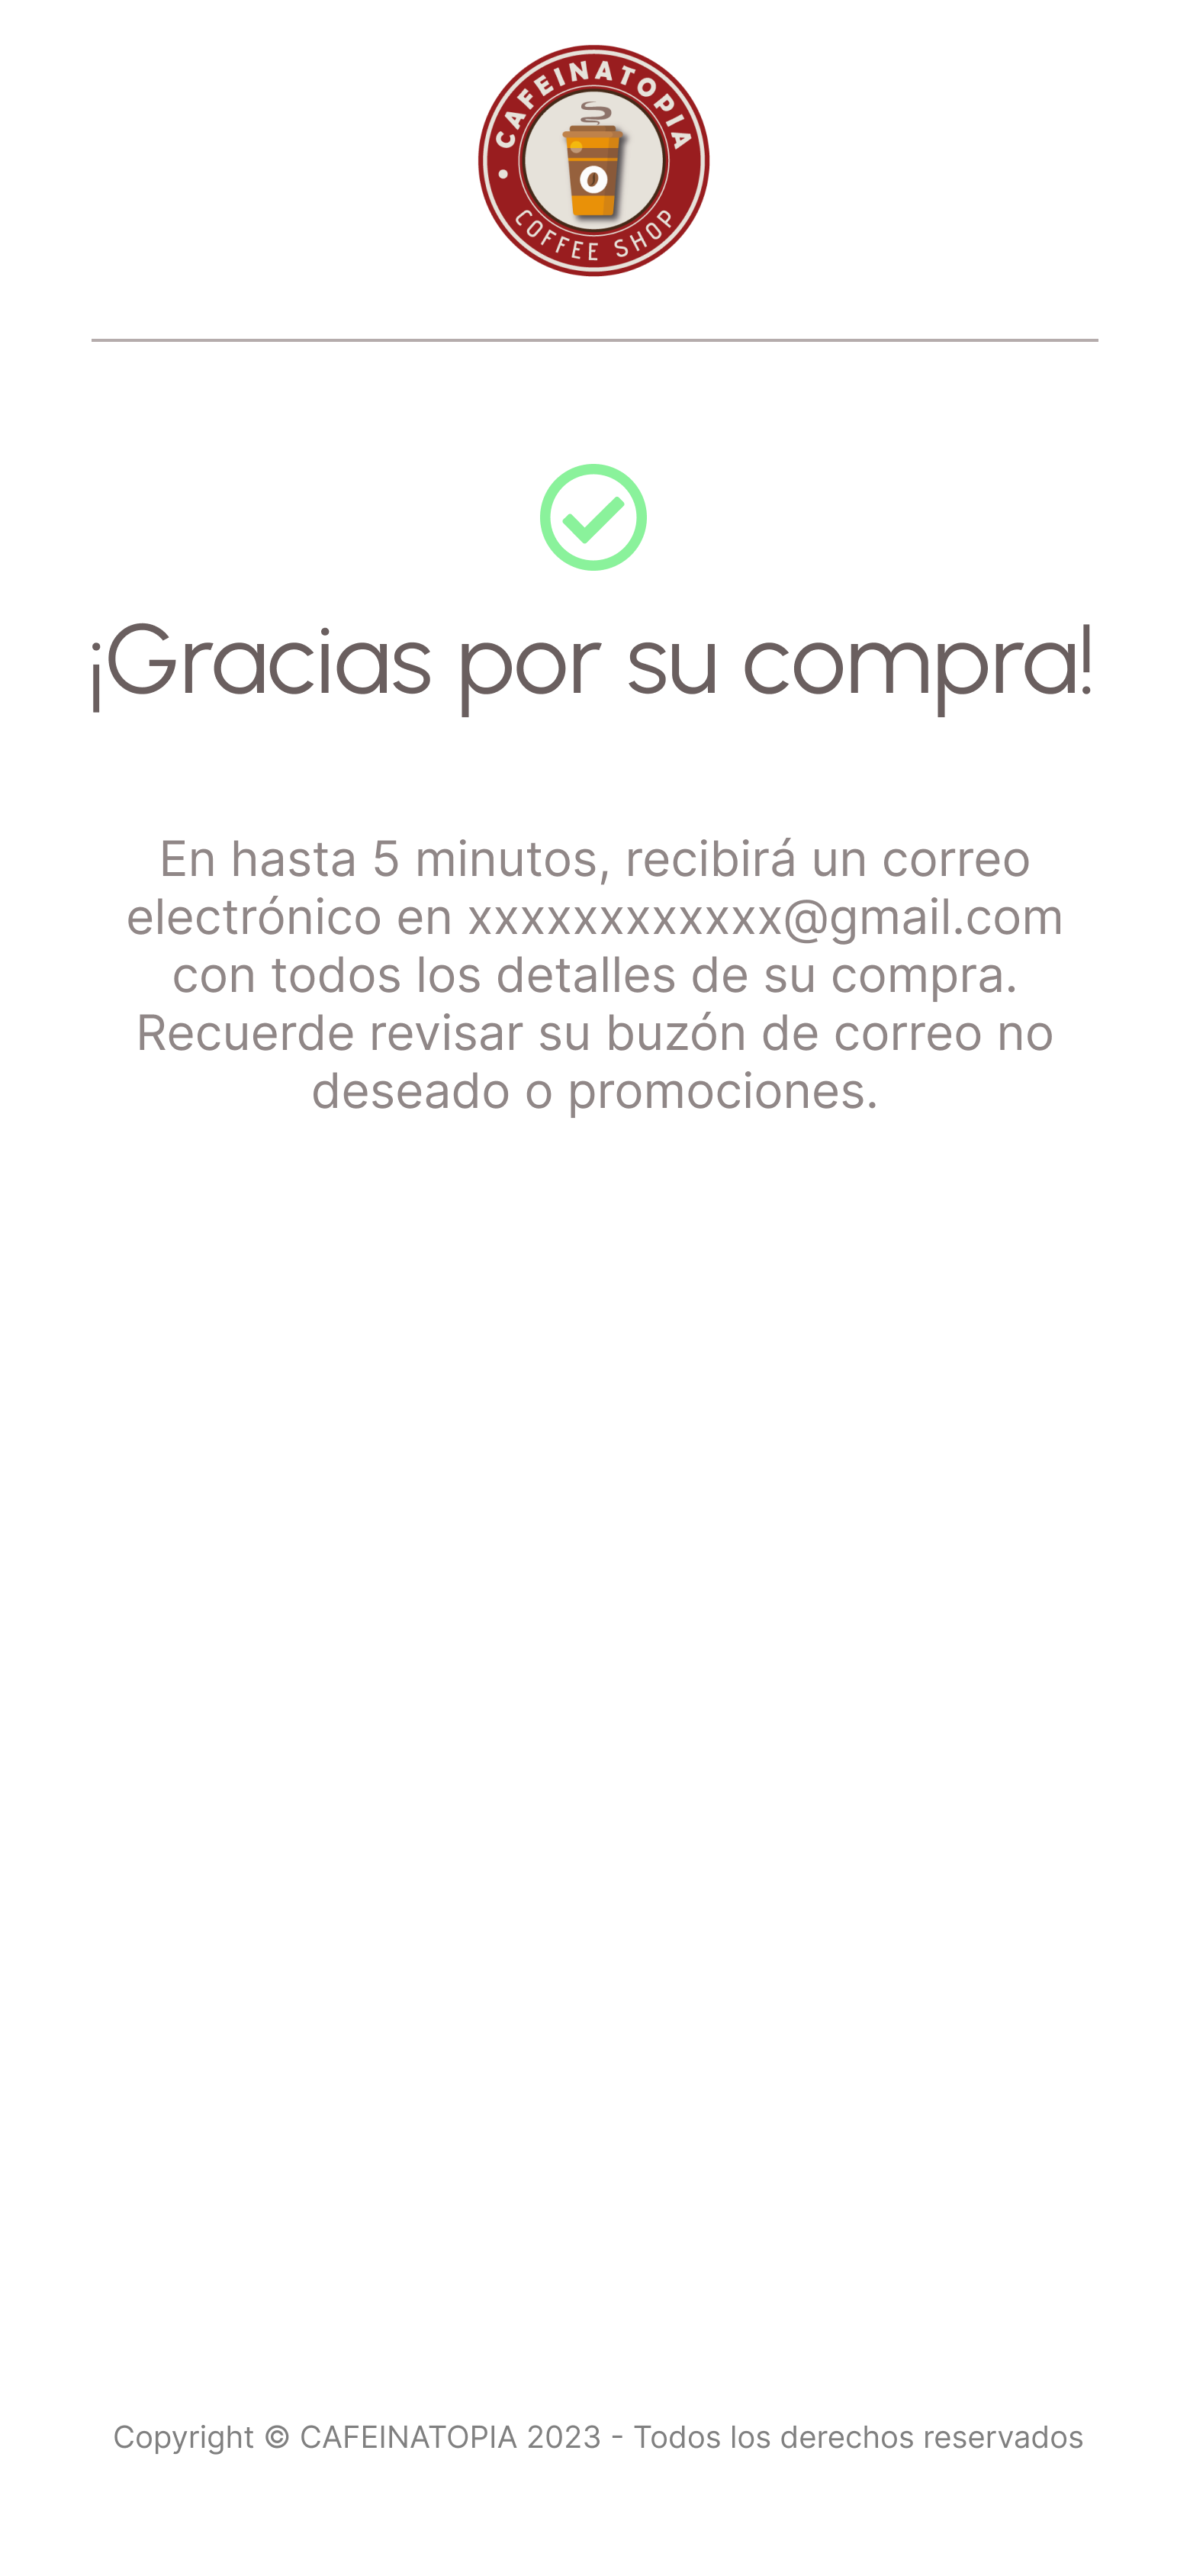 • CAFEINATOPIA
COFFEE SHOP
¡Gracias por su compra!
En hasta 5 minutos, recibirá un correo
electrónico en xxxxxxxxxxxx@gmail.com
con todos los detalles de su compra.
Recuerde revisar su buzón de correo no
deseado o promociones.
Copyright © CAFEINATOPIA 2023 - Todos los derechos reservados